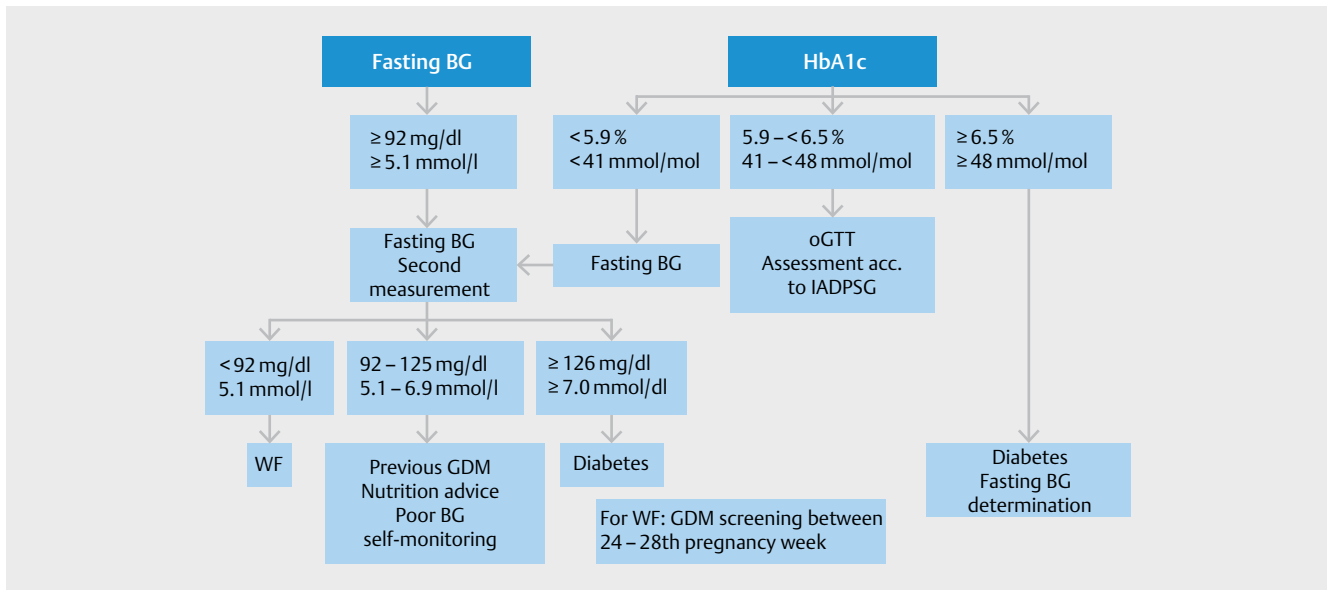 Fasting BG
HbA1c
≥ 92 mg/dl
≥ 5.1 mmol/l
< 5.9 %
< 41 mmol/mol
5.9 – < 6.5 %
41 – < 48 mmol/mol
≥ 6.5 %
≥ 48 mmol/mol
Fasting BG
Second
measurement
Fasting BG
oGTT
Assessment acc.
to IADPSG
< 92 mg/dl
5.1 mmol/l
92 – 125 mg/dl
5.1 – 6.9 mmol/l
≥ 126 mg/dl
≥ 7.0 mmol/dl
WF
Previous GDM
Nutrition advice
Poor BG
self-monitoring
Diabetes
Diabetes
Fasting BG
determination
For WF: GDM screening between
24 – 28th pregnancy week